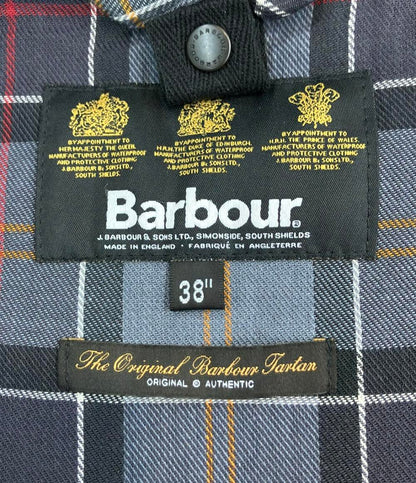 BARBOUR
BY APPOINTMENT TO
HER MAJESTY THE QUEEN
MANUFACTURERS OF WATERPROOF
AND PROTECTIVE CLOTHING
J. BARBOUR & SONS LTD,
SOUTH SHIELDS.
BY APPOINTMENT TO
H.R.H. THE DUKE OF EDINBURGH,
MANUFACTURERS OF WATERPROOF
AND PROTECTIVE CLOTHING
J. BARBOUR & SONS LTD,
SOUTH SHIELDS.
BY APPOINTMENT TO
H.R.H. THE PRINCE OF WALES.
MANUFACTURERS OF WATERPROOF
AND PROTECTIVE CLOTHING
J. BARBOUR & SONS LTD,
SOUTH SHIELDS.
Barbour®
J. BARBOUR & SONS LTD., SIMONSIDE, SOUTH SHIELDS
MADE IN ENGLAND · FABRIQUÉ EN ANGLETERRE
38"
The Original Barbour Tartan
ORIGINAL © AUTHENTIC